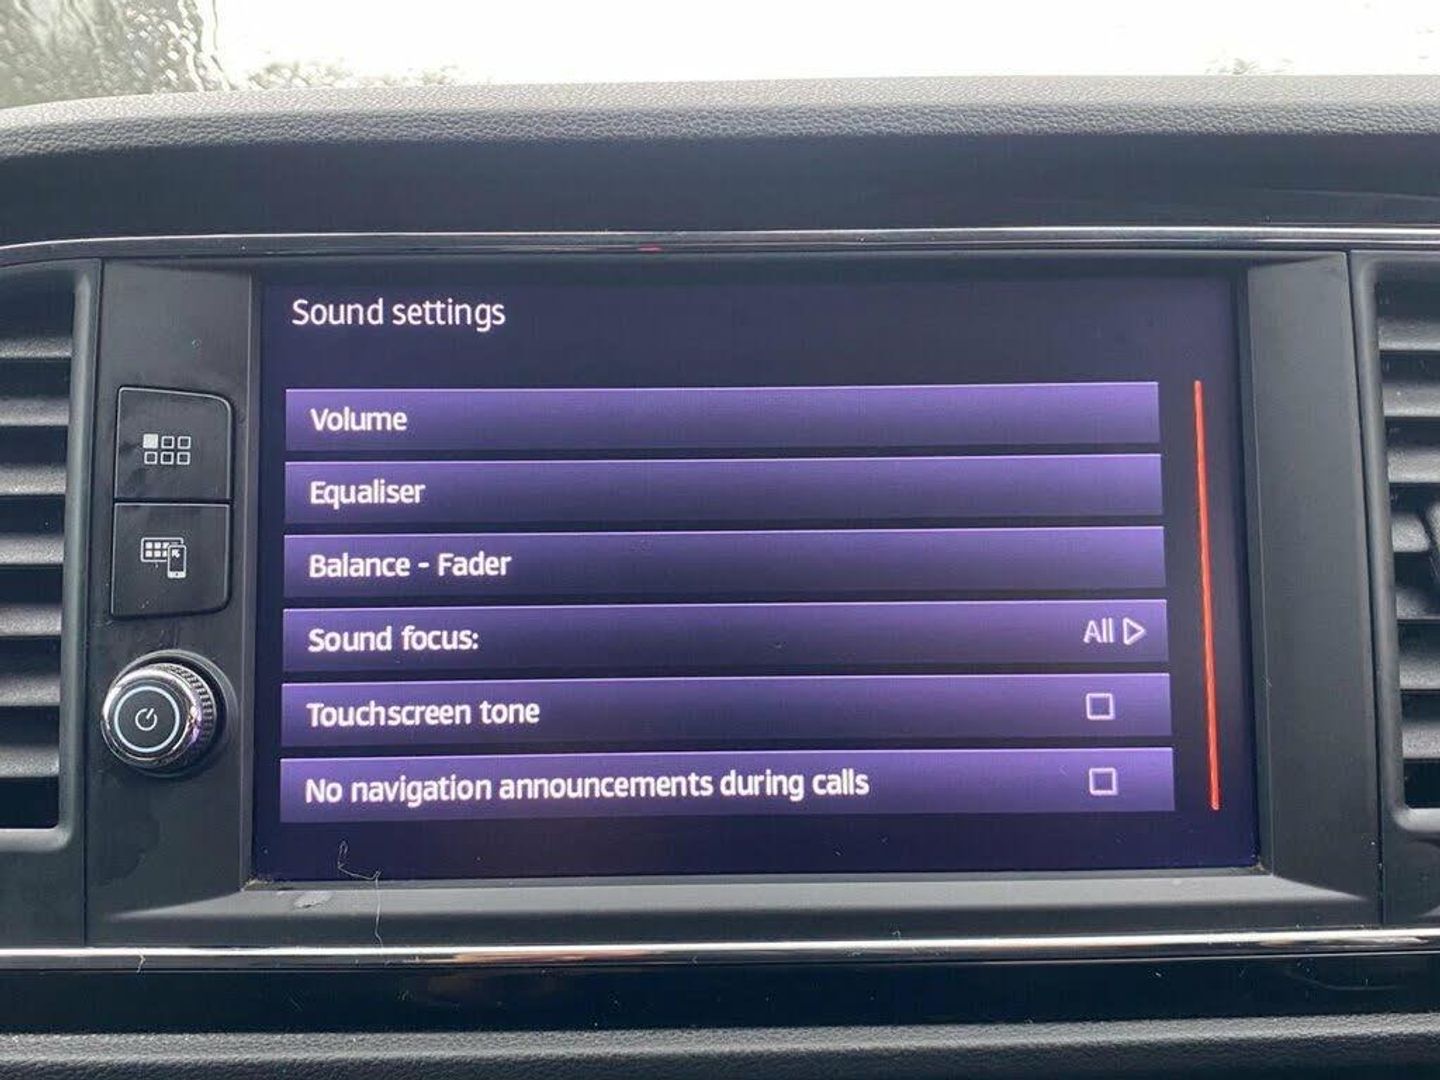 Sound settings
Volume
Equaliser
Balance - Fader
Sound focus: All
Touchscreen tone
No navigation announcements during calls